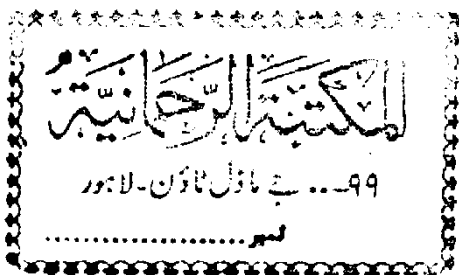 المكتبة الرحمانية
۹۹... جے ماڈل ٹاؤن۔ لاہور
نمبر......................